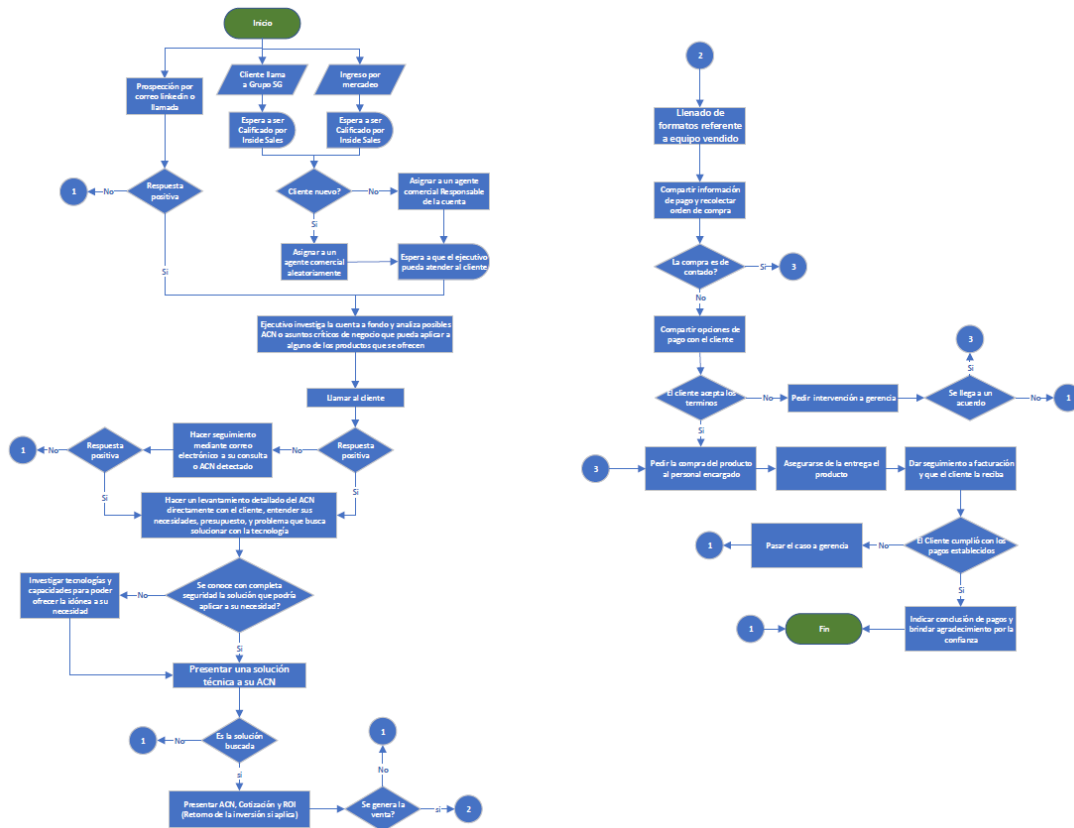 Inicio
Prospección por
correo linkedin o
llamada
Cliente llama
a Grupo SG
Ingreso por
mercadeo
Espera a ser
Calificado por
Inside Sales
Espera a ser
Calificado por
Inside Sales
1
No
Respuesta
positiva
Cliente nuevo?
No
Asignar a un agente
comercial Responsable
de la cuenta
Si
Si
Asignar a un
agente comercial
aleatoriamente
Espera a que el ejecutivo
pueda atender al cliente
Ejecutivo investiga la cuenta a fondo y analiza posibles
ACN o asuntos críticos de negocio que pueda aplicar a
alguno de los productos que se ofrecen
Llamar al cliente
1
No
Respuesta
positiva
Hacer seguimiento
mediante correo
electrónico a su consulta
o ACN detectado
No
Respuesta
positiva
Si
Si
Hacer un levantamiento detallado del ACN
directamente con el cliente, entender sus
necesidades, presupuesto, y problema que busca
solucionar con la tecnología
Investigar tecnologías y
capacidades para poder
ofrecer la idónea a su
necesidad
No
Se conoce con completa
seguridad la solución que podría
aplicar a su necesidad?
Si
Presentar una solución
técnica a su ACN
1
No
Es la solución
buscada
si
1
No
Presentar ACN, Cotización y ROI
(Retorno de la inversión si aplica)
Se genera la
venta?
si
2
2
Llenado de
formatos referente
a equipo vendido
Compartir información
de pago y recolectar
orden de compra
La compra es de
contado?
Si
3
No
Compartir opciones de
pago con el cliente
3
Si
El cliente acepta los
terminos
No
Pedir intervención a gerencia
Se llega a un
acuerdo
No
1
Si
3
Pedir la compra del producto
al personal encargado
Asegurarse de la entrega el
producto
Dar seguimiento a facturación
y que el cliente la reciba
1
Pasar el caso a gerencia
No
El Cliente cumplió con los
pagos establecidos
Si
1
Fin
Indicar conclusión de pagos y
brindar agradecimiento por la
confianza